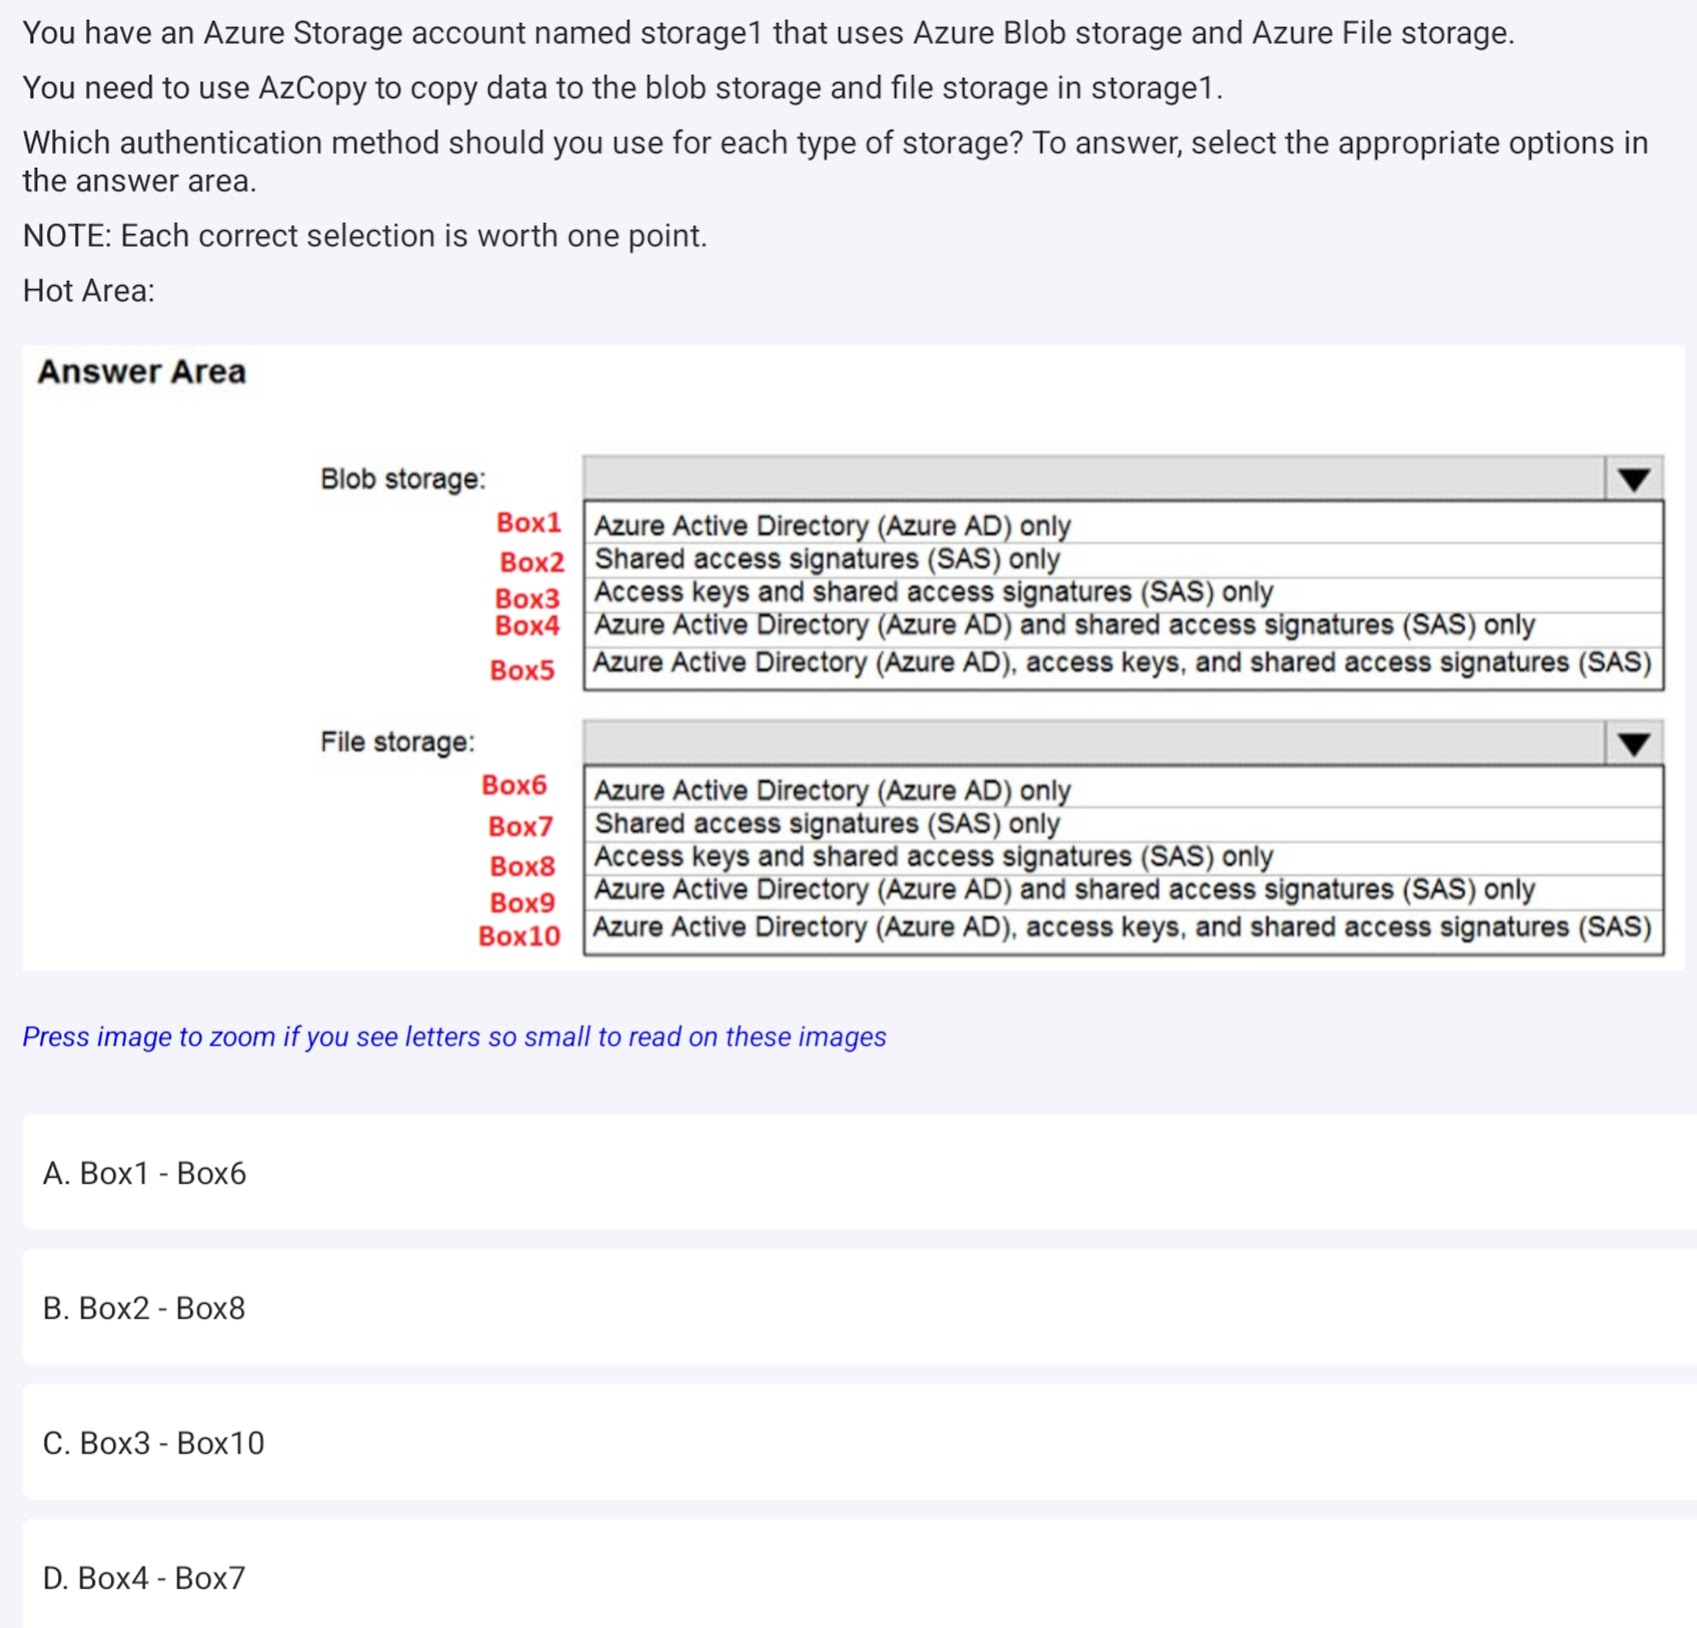 You have an Azure Storage account named storage1 that uses Azure Blob storage and Azure File storage.
You need to use AzCopy to copy data to the blob storage and file storage in storage1.
Which authentication method should you use for each type of storage? To answer, select the appropriate options in
the answer area.
NOTE: Each correct selection is worth one point.
Hot Area:
Answer Area
Blob storage:
Box1 Azure Active Directory (Azure AD) only
Box2 Shared access signatures (SAS) only
Box3 Access keys and shared access signatures (SAS) only
Box4 Azure Active Directory (Azure AD) and shared access signatures (SAS) only
Box5 Azure Active Directory (Azure AD), access keys, and shared access signatures (SAS)
File storage:
Box6 Azure Active Directory (Azure AD) only
Box7 Shared access signatures (SAS) only
Box8 Access keys and shared access signatures (SAS) only
Box9 Azure Active Directory (Azure AD) and shared access signatures (SAS) only
Box10 Azure Active Directory (Azure AD), access keys, and shared access signatures (SAS)
Press image to zoom if you see letters so small to read on these images
A. Box1 - Box6
B. Box2 - Box8
C. Box3 - Box10
D. Box4 - Box7